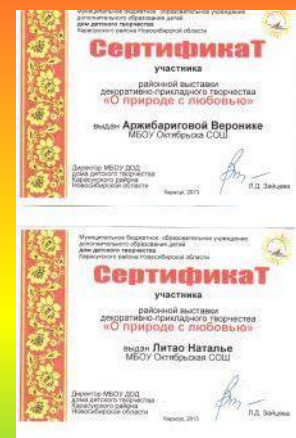 Муниципальное бюджетное образовательное учреждение
дополнительного образования детей
дом детского творчества
Карасукского района Новосибирской области
СертификаТ
участника
районной выставки
декоративно-прикладного творчества
«О природе с любовью»
выдан Аржибариговой Веронике
МБОУ Октябрьска СОШ
Директор МБОУ ДОД
дома детского творчества
Карасукского района
Новосибирской области
Л.Д. Зайцева
Карасук, 2013
Муниципальное бюджетное образовательное учреждение
дополнительного образования детей
дом детского творчества
Карасукского района Новосибирской области
СертификаТ
участника
районной выставки
декоративно-прикладного творчества
«О природе с любовью»
выдан Литао Наталье
МБОУ Октябрьская СОШ
Директор МБОУ ДОД
дома детского творчества
Карасукского района
Новосибирской области
Л.Д. Зайцева
Карасук, 2013